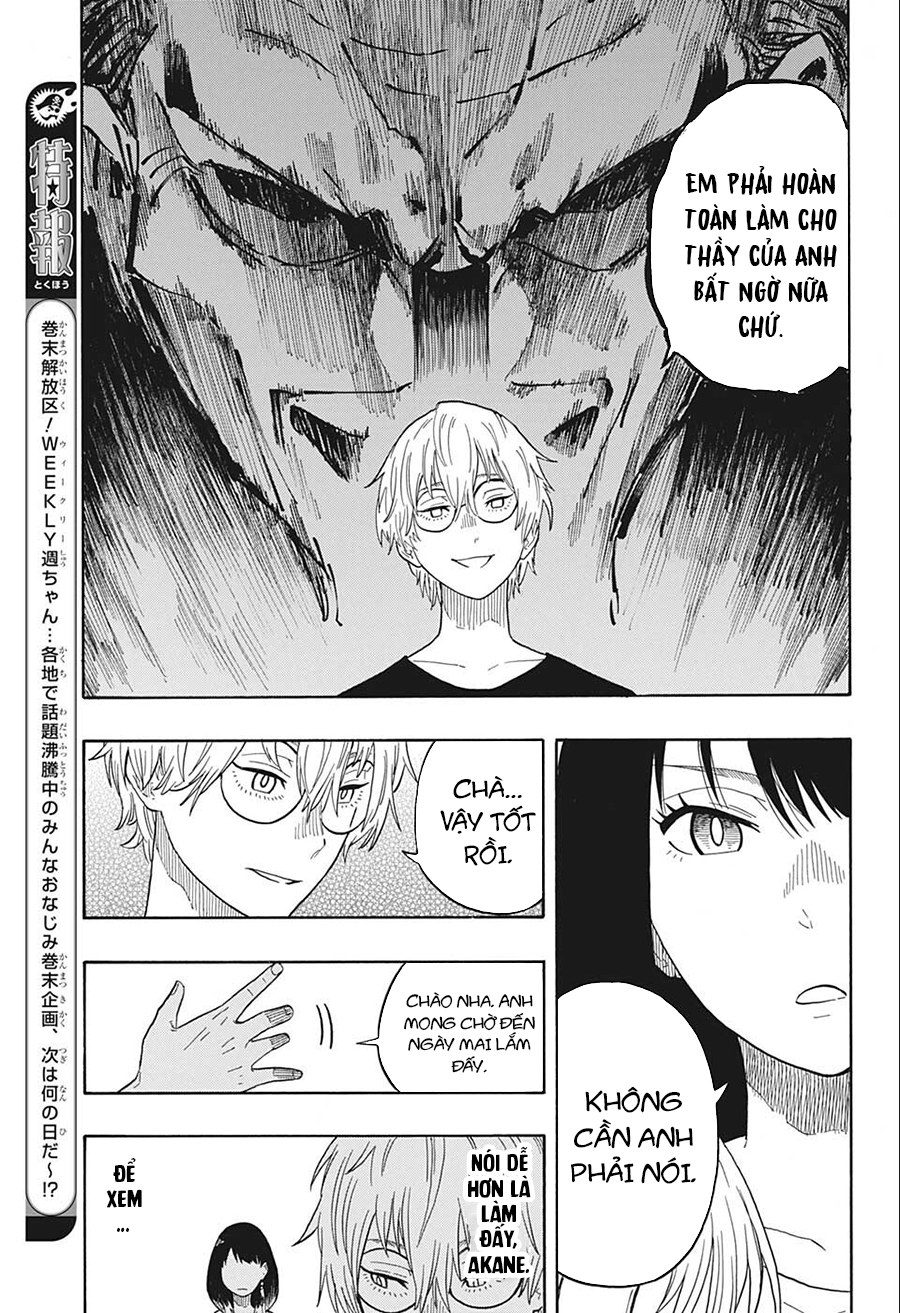 EM PHẢI HOÀN
TOÀN LÀM CHO
THẦY CỦA ANH
BẤT NGỜ NỮA
CHỨ.
KHÔNG
CẦN ANH
PHẢI NÓI.
CHÀ...
VẬY TỐT
RỒI.
CHÀO NHA. ANH
MONG CHỜ ĐẾN
NGÀY MAI LẮM
ĐẤY.
NÓI DỄ
HƠN LÀ
LÀM
ĐẤY,
AKANE.
ĐỂ
XEM
...
特★報
とくほう
巻末解放区!WEEKLY週ちゃん…各地で話題沸騰中のみんなおなじみ巻末企画、次は何の日だ~!?